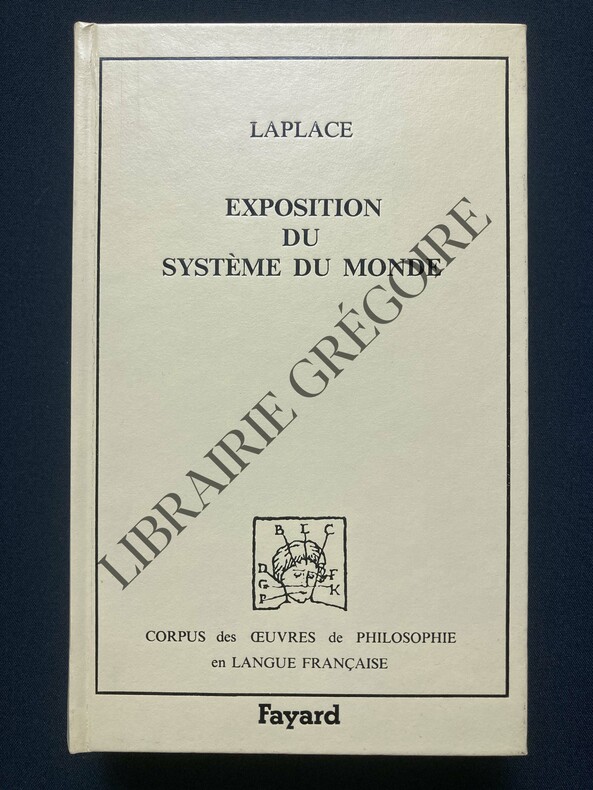 LAPLACE
EXPOSITION
DU
SYSTÈME DU MONDE
LIBRAIRIE GRÉGOIRE
B L C
D
G
P
F
K
CORPUS des ŒUVRES de PHILOSOPHIE
en LANGUE FRANÇAISE
Fayard